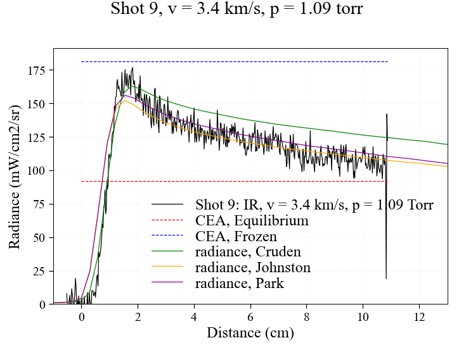 Shot 9, v = 3.4 km/s, p = 1.09 torr
175
150
125
100
75
50
25
0
Radiance (mW/cm2/sr)
Shot 9: IR, v = 3.4 km/s, p = 1.09 Torr
CEA, Equilibrium
CEA, Frozen
radiance, Cruden
radiance, Johnston
radiance, Park
0 2 4 6 8 10 12
Distance (cm)